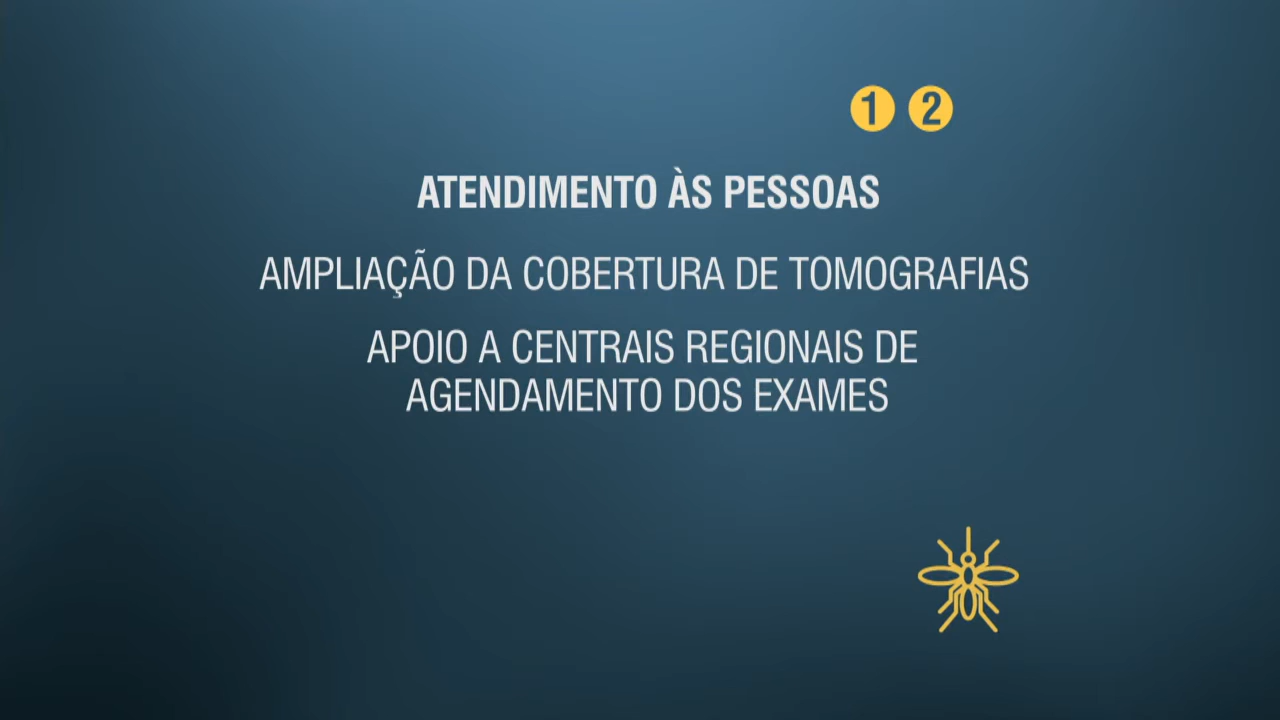 1 2
ATENDIMENTO ÀS PESSOAS
AMPLIAÇÃO DA COBERTURA DE TOMOGRAFIAS
APOIO A CENTRAIS REGIONAIS DE
AGENDAMENTO DOS EXAMES